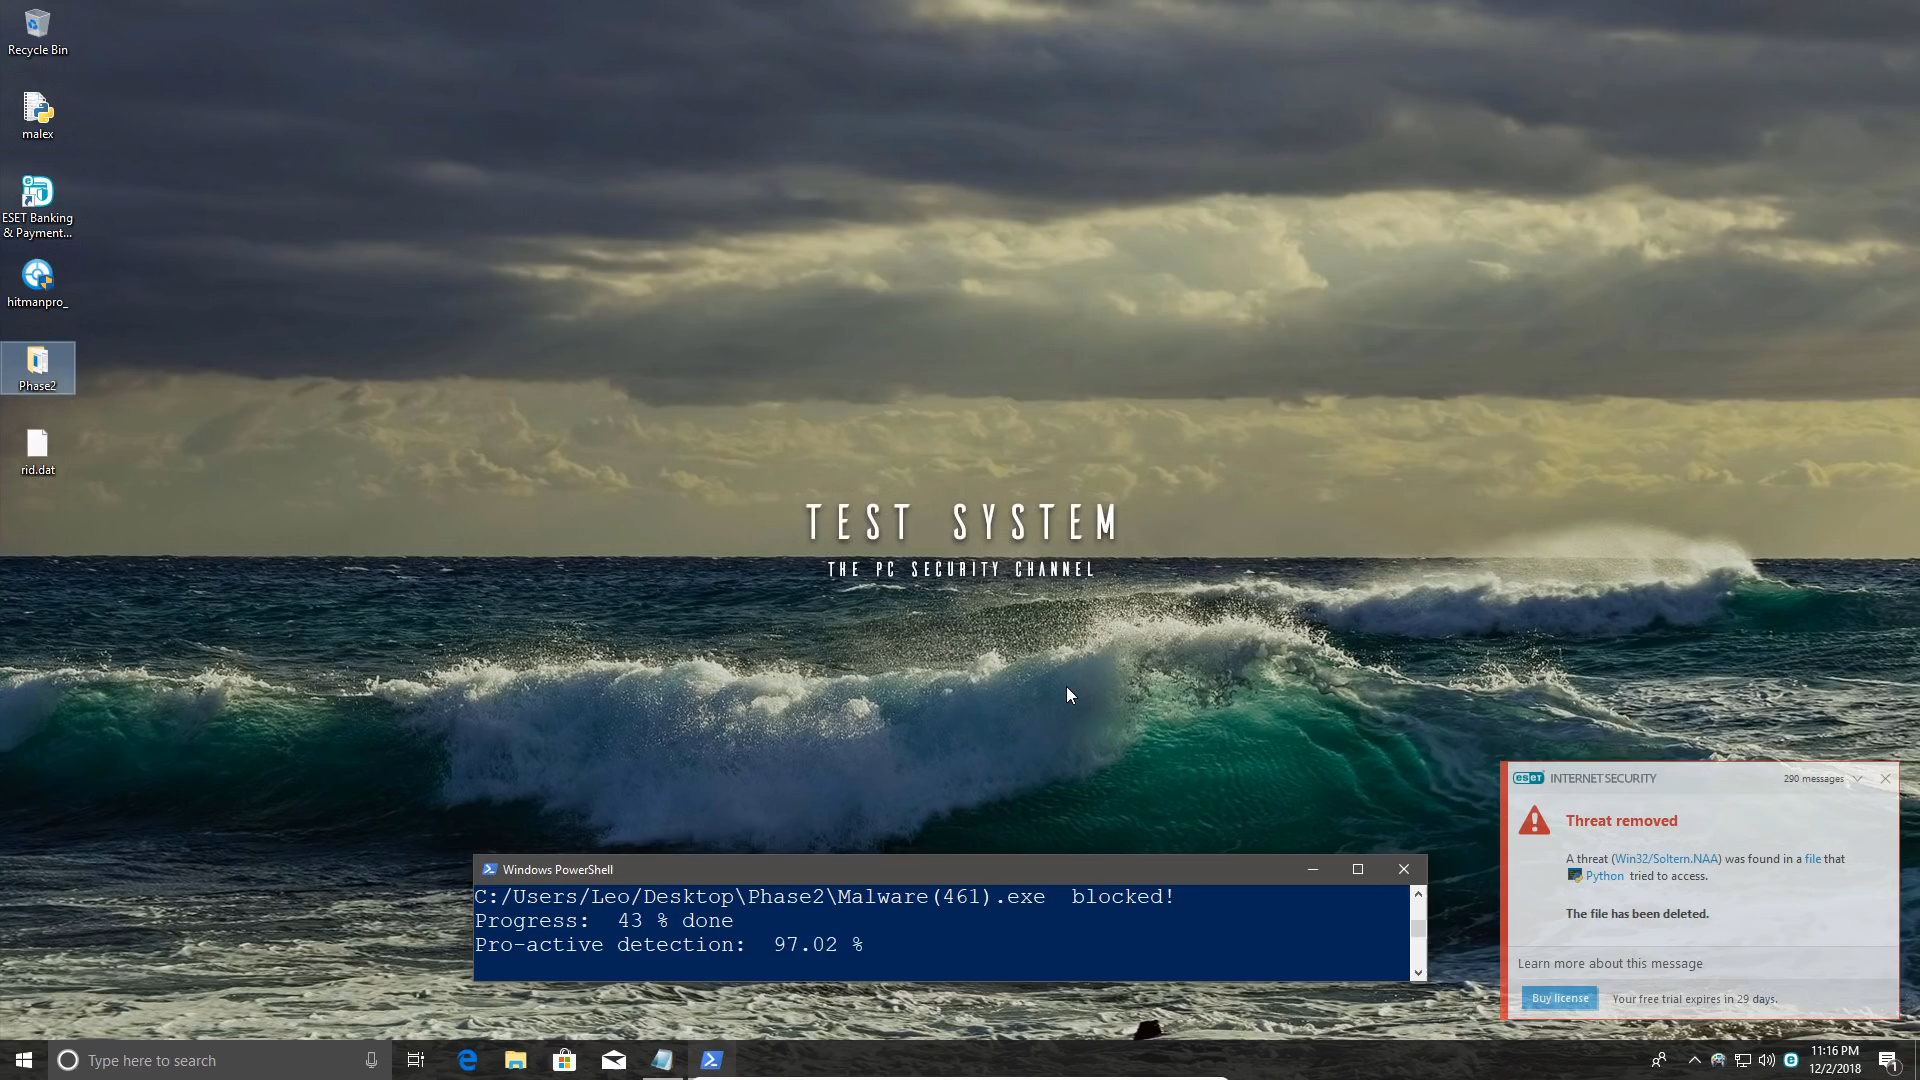 Recycle Bin
malex
ESET Banking
& Payment...
hitmanpro_
Phase2
rid.dat
TEST SYSTEM
THE PC SECURITY CHANNEL
Windows PowerShell
C:/Users/Leo/Desktop\Phase2\Malware(461).exe  blocked!
Progress:  43 % done
Pro-active detection:  97.02 %
eset INTERNET SECURITY
290 messages
Threat removed
A threat (Win32/Soltern.NAA) was found in a file that
Python tried to access.
The file has been deleted.
Learn more about this message
Buy license
Your free trial expires in 29 days.
Type here to search
11:16 PM
12/2/2018
1